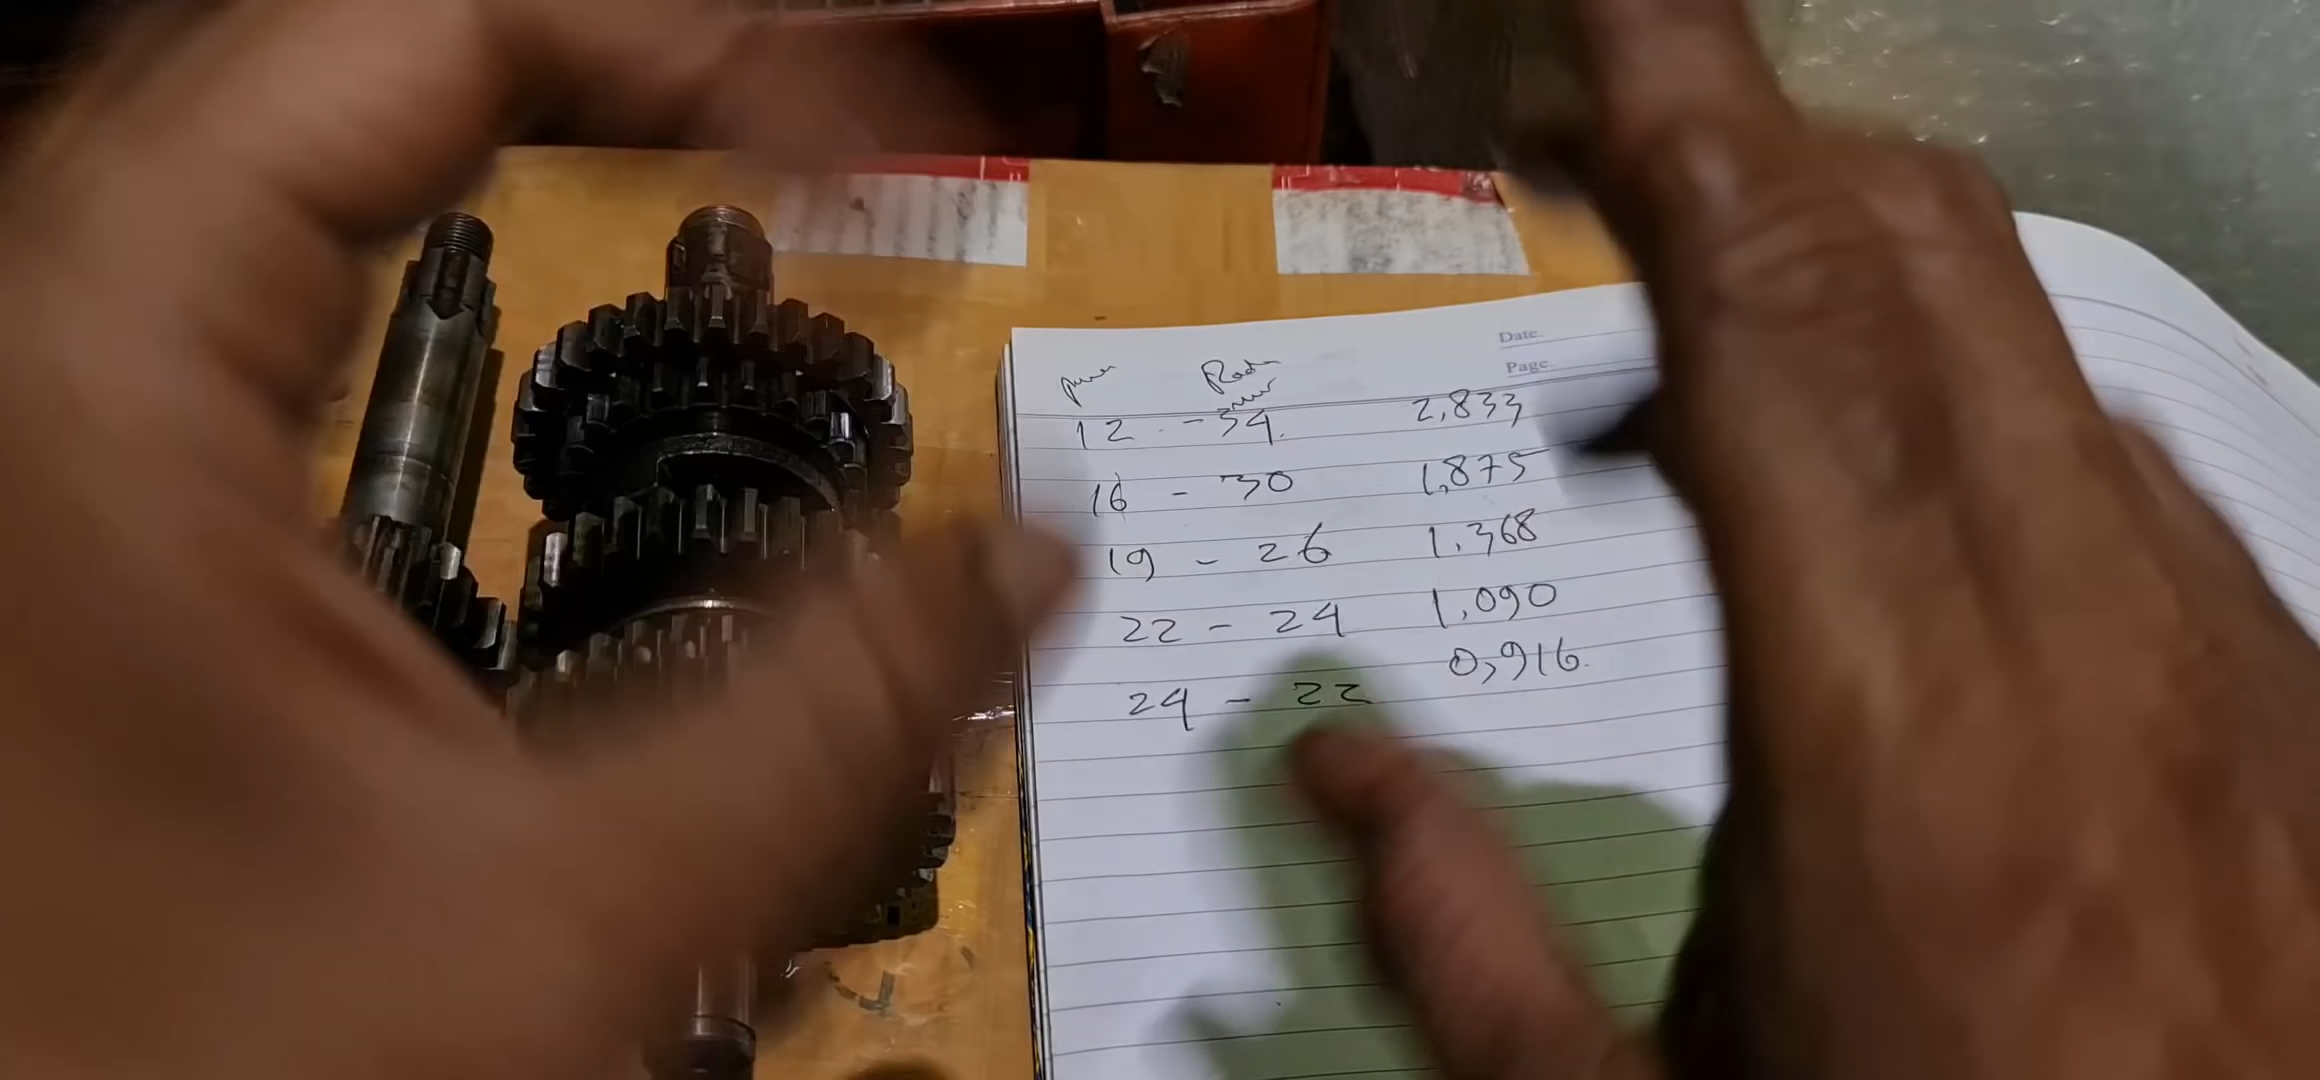 Date.
Page.
12 - 34. 2,833
16 - 30 1,875
19 - 26 1.368
22 - 24 1,090
24 - 22 0,916.